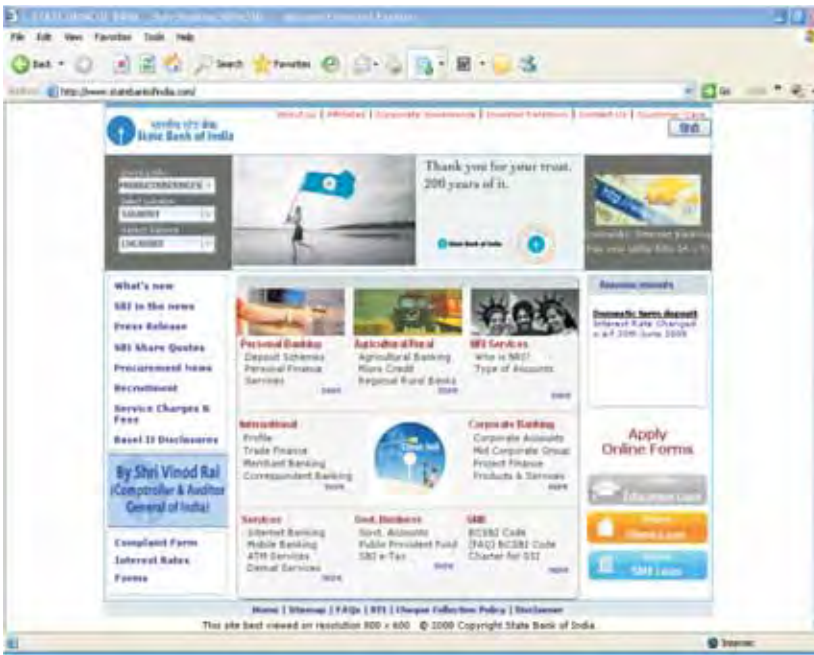 File Edit View Favorites Tools Help
Back Search Favorites
http://www.statebankofindia.com/ Go
About Us | Affiliates | Corporate Governance | Investor Relations | Contact Us | Customer Care
भारतीय स्टेट बैंक
State Bank of India
हिन्दी
PRODUCTS/SERVICES
Select
Select
Thank you for your trust.
200 years of it.
State Bank of India
What's new
SBI in the news
Press Release
SBI Share Quotes
Procurement News
Recruitment
Service Charges &
Fees
Basel II Disclosures
By Shri Vinod Rai
(Comptroller & Auditor
General of India)
Complaint Form
Interest Rates
Forms
Personal Banking
Deposit Schemes
Personal Finance
Services
more
Agricultural/Rural
Agricultural Banking
Micro Credit
Regional Rural Banks
more
NRI Services
Who is NRI?
Type of Accounts
more
International
Profile
Trade Finance
Merchant Banking
Correspondent Banking
more
Corporate Banking
Corporate Accounts
Mid Corporate Group
Project Finance
Products & Services
more
Services
Internet Banking
Mobile Banking
ATM Services
Demat Services
more
Govt. Business
Govt. Accounts
Public Provident Fund
SBI e-Tax
more
BCSBI Code
(FAQ) BCSBI Code
Charter for SSI
more
Announcements
Domestic term deposit
Interest Rate Changed
Apply
Online Forms
Education Loan
Home Loan
SME Loan
Home | Sitemap | FAQs | RTI | Cheque Collection Policy | Disclaimer
This site best viewed on resolution 800 x 600 © 2008 Copyright State Bank of India
Internet